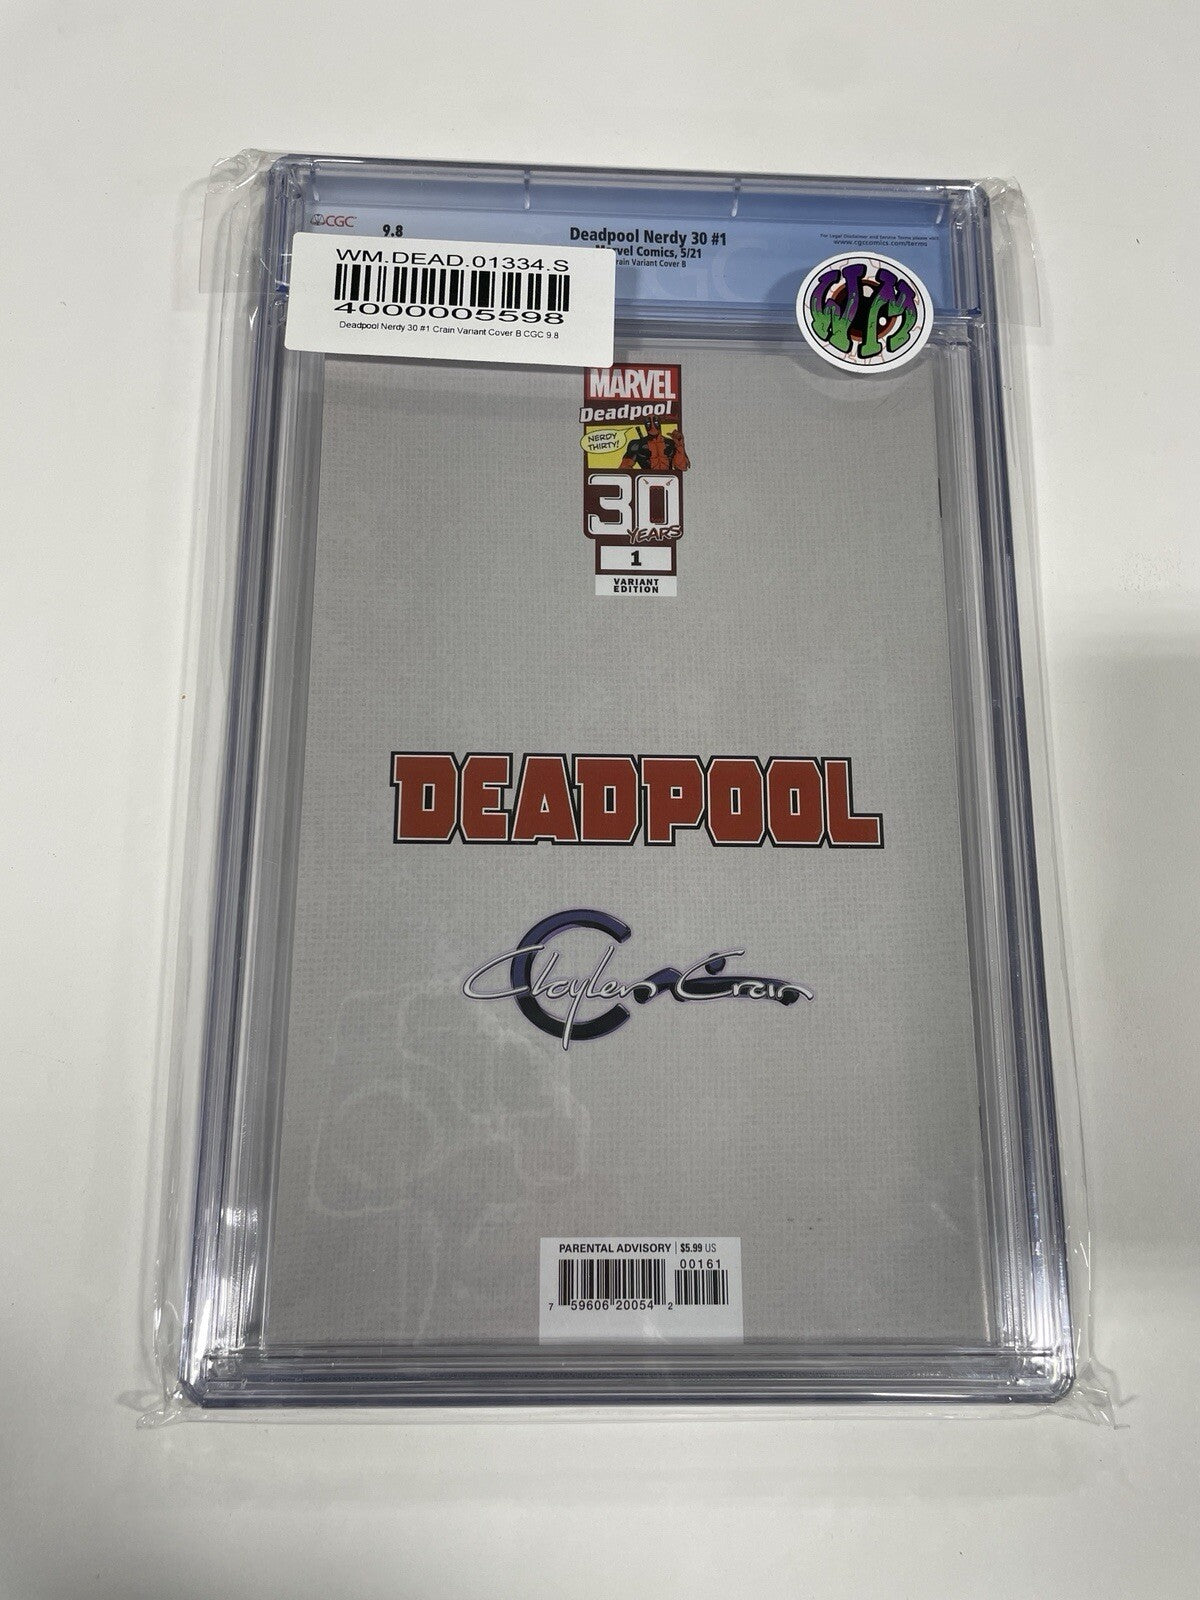 CGC
9.8
Deadpool Nerdy 30 #1
Marvel Comics, 5/21
Crain Variant Cover B
For Legal Disclaimer and Service Terms please visit
www.cgccomics.com/terms
WM.DEAD.01334.S
4000005598
Deadpool Nerdy 30 #1 Crain Variant Cover B CGC 9.8
WM
MARVEL
Deadpool
NERDY
THIRTY!
30
YEARS
1
VARIANT
EDITION
DEADPOOL
Clayton Crain
PARENTAL ADVISORY | $5.99 US
00161
7 59606 20054 2